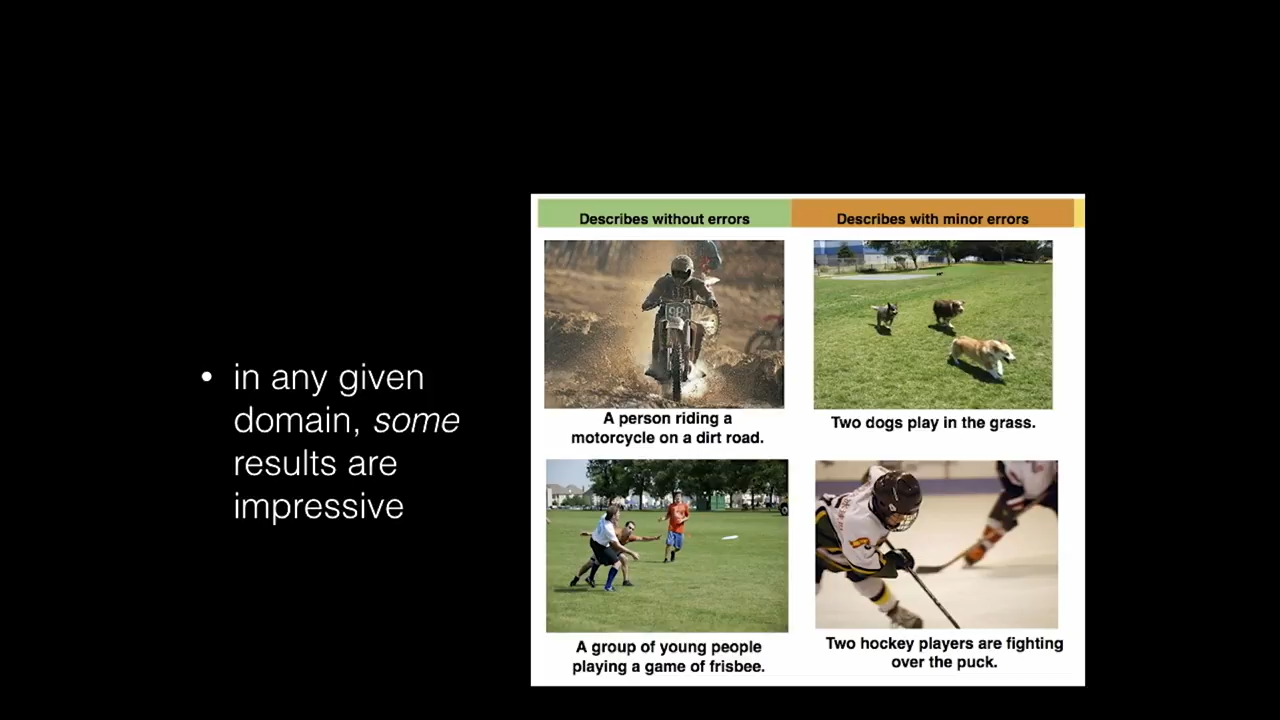 • in any given
domain, some
results are
impressive
Describes without errors
Describes with minor errors
98
A person riding a
motorcycle on a dirt road.
Two dogs play in the grass.
A group of young people
playing a game of frisbee.
Two hockey players are fighting
over the puck.